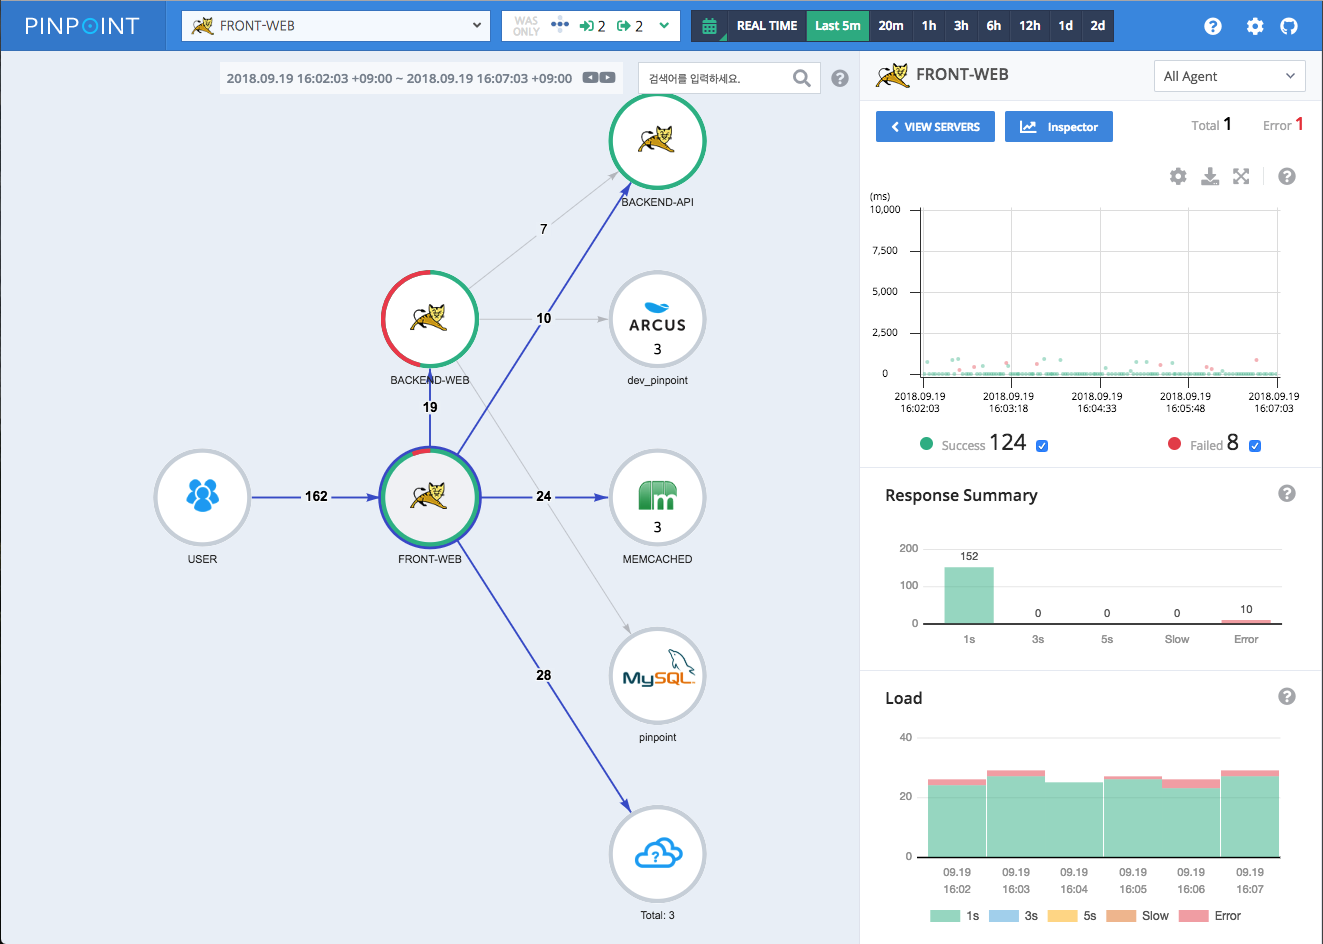 PINPOINT
FRONT-WEB
WAS ONLY
2
2
REAL TIME
Last 5m
20m
1h
3h
6h
12h
1d
2d
2018.09.19 16:02:03 +09:00 ~ 2018.09.19 16:07:03 +09:00
검색어를 입력하세요.
BACKEND-API
7
BACKEND-WEB
10
ARCUS
3
dev_pinpoint
19
USER
162
FRONT-WEB
24
3
MEMCACHED
28
MySQL
pinpoint
?
Total: 3
FRONT-WEB
All Agent
VIEW SERVERS
Inspector
Total 1
Error 1
(ms)
10,000
7,500
5,000
2,500
0
2018.09.19 2018.09.19 2018.09.19 2018.09.19 2018.09.19
16:02:03 16:03:18 16:04:33 16:05:48 16:07:03
Success 124
Failed 8
Response Summary
200
100
0
152
0
0
0
10
1s 3s 5s Slow Error
Load
40
20
0
09.19 09.19 09.19 09.19 09.19 09.19
16:02 16:03 16:04 16:05 16:06 16:07
1s 3s 5s Slow Error